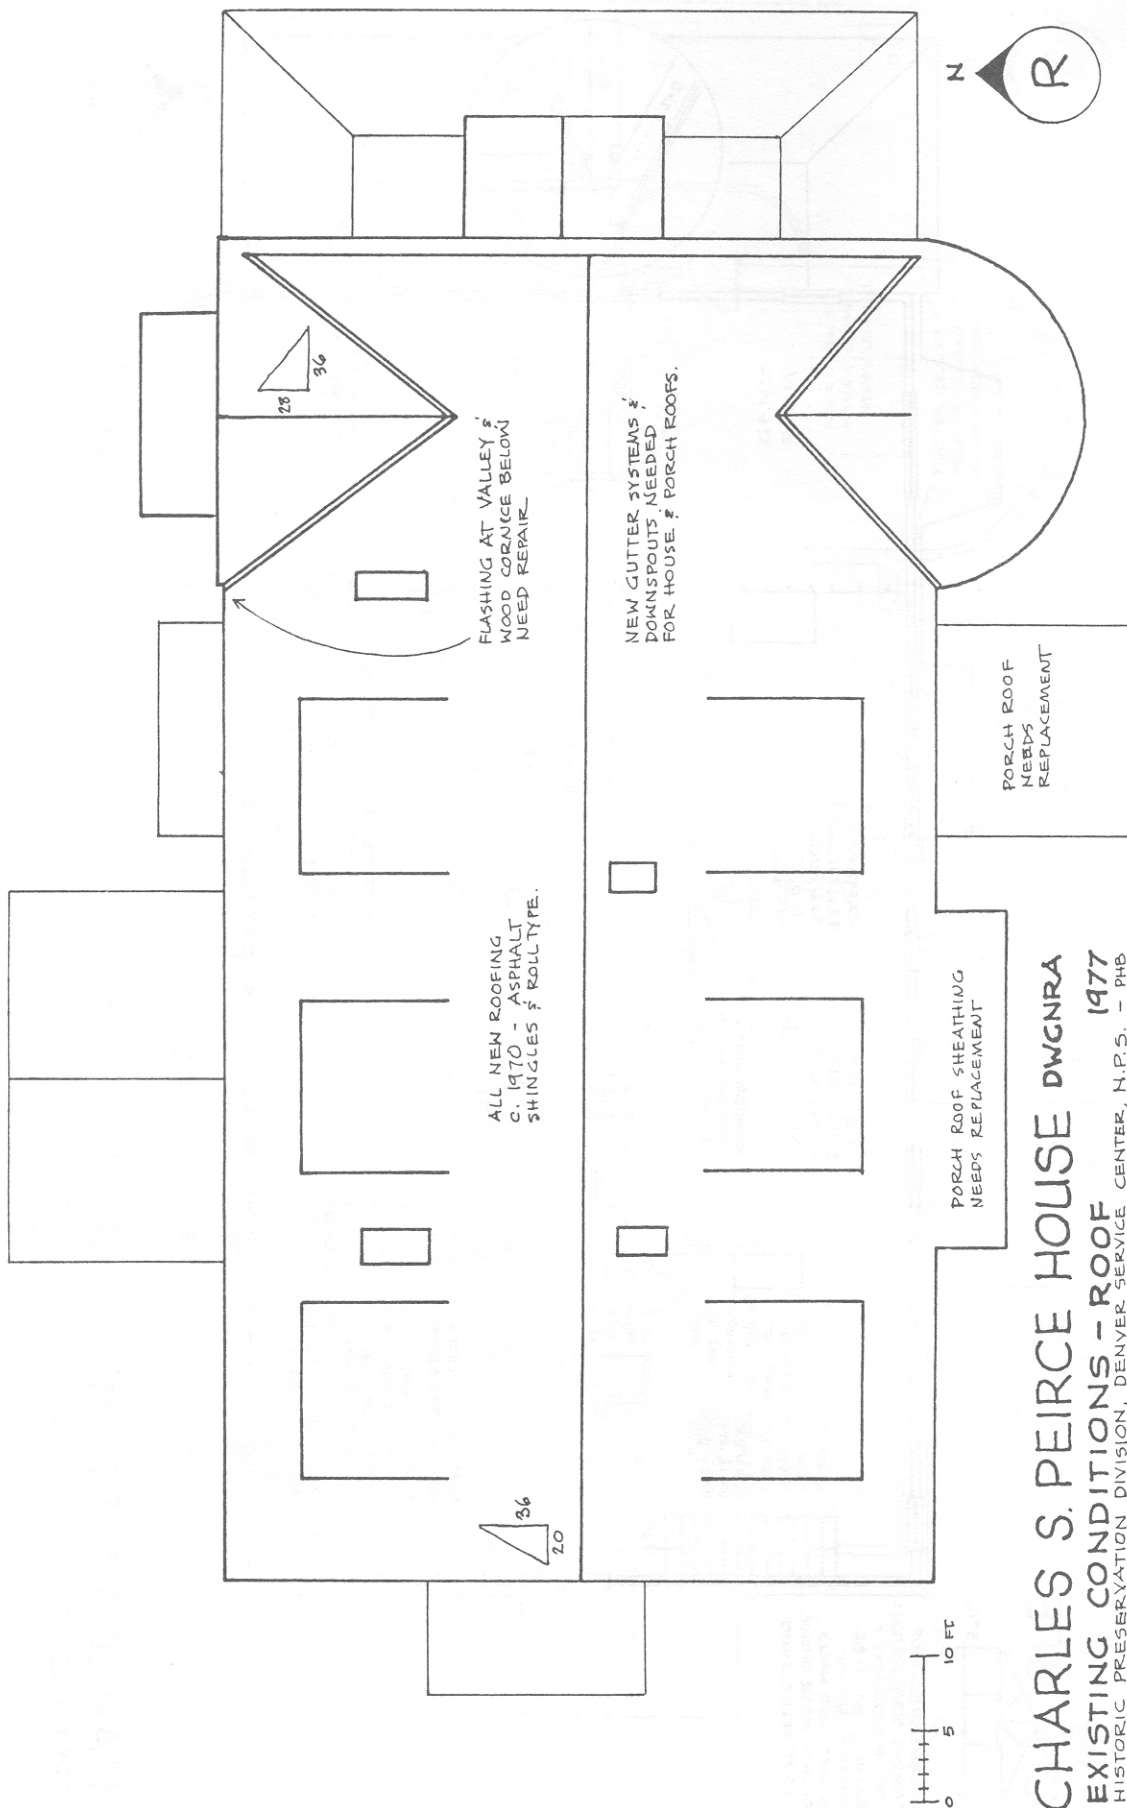 N
R
28
36
FLASHING AT VALLEY &
WOOD CORNICE BELOW
NEED REPAIR
NEW GUTTER SYSTEMS &
DOWNSPOUTS NEEDED
FOR HOUSE & PORCH ROOFS.
ALL NEW ROOFING
C. 1970 - ASPHALT
SHINGLES & ROLL TYPE.
PORCH ROOF
NEEDS
REPLACEMENT
PORCH ROOF SHEATHING
NEEDS REPLACEMENT
36
20
0 5 10 FT.
CHARLES S. PEIRCE HOUSE DWGNRA
EXISTING CONDITIONS - ROOF 1977
HISTORIC PRESERVATION DIVISION, DENVER SERVICE CENTER, N.P.S. - PHB